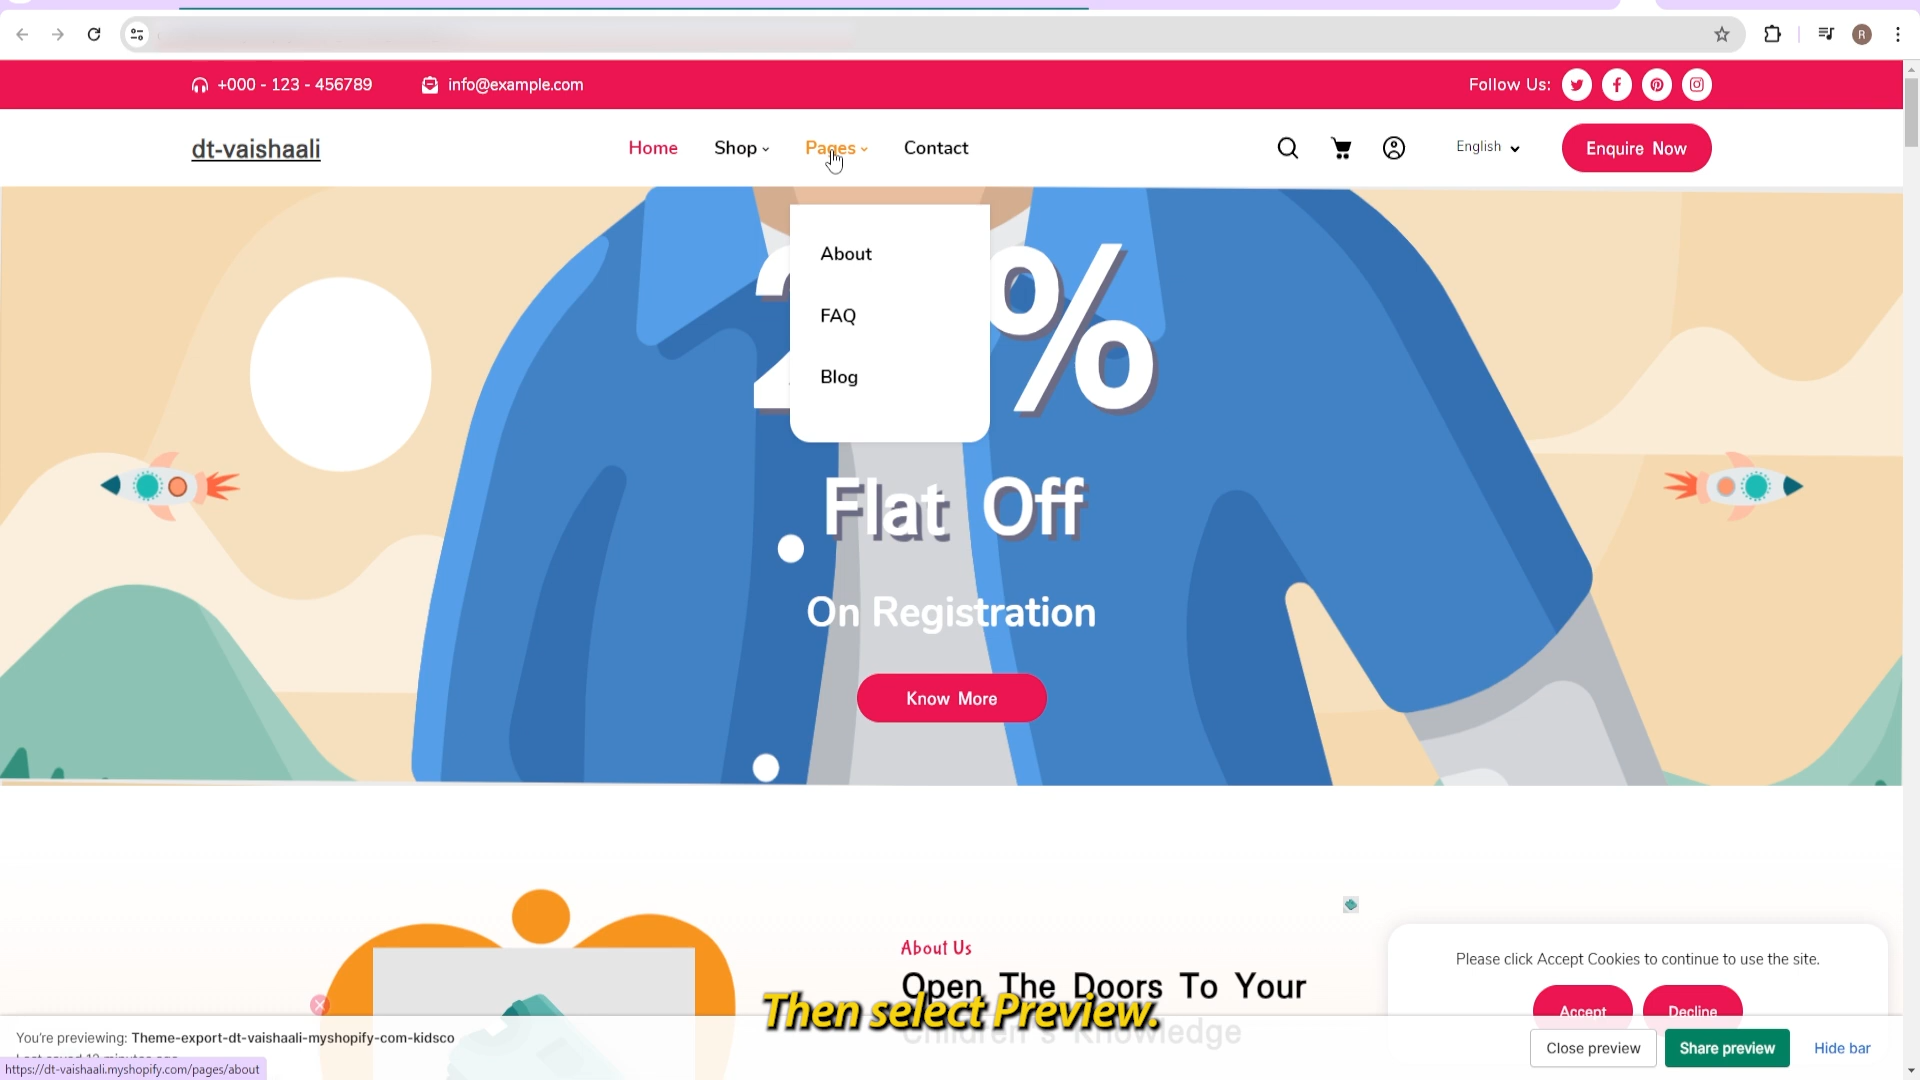 +000 - 123 - 456789
info@example.com
Follow Us:
R
dt-vaishaali
Home
Shop
Pages
Contact
English
Enquire Now
About
FAQ
Blog
2 %
Flat Off
On Registration
Know More
About Us
Open The Doors To Your
Children's Knowledge
Then select Preview.
Please click Accept Cookies to continue to use the site.
Accept
Decline
You're previewing: Theme-export-dt-vaishaali-myshopify-com-kidsco
Last saved 12 minutes ago
Close preview
Share preview
Hide bar
https://dt-vaishaali.myshopify.com/pages/about